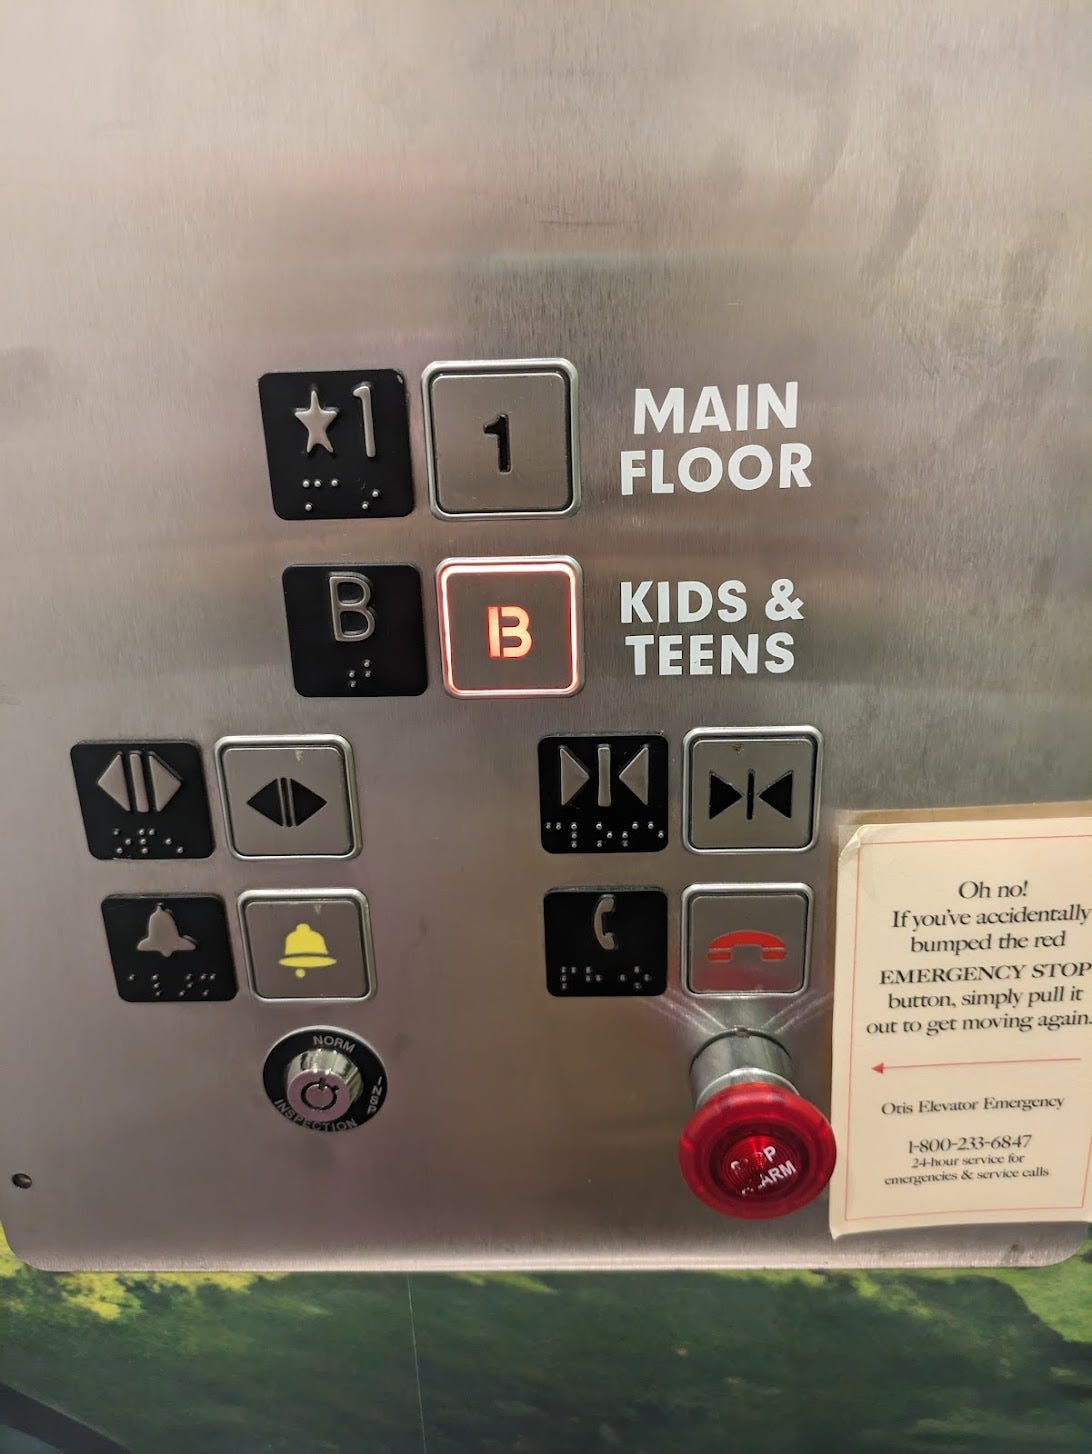 ★1
1
MAIN
FLOOR
B
B
KIDS &
TEENS
NORM
INSP
INSPECTION
STOP
ALARM
Oh no!
If you've accidentally
bumped the red
EMERGENCY STOP
button, simply pull it
out to get moving again.
Otis Elevator Emergency
1-800-233-6847
24-hour service for
emergencies & service calls